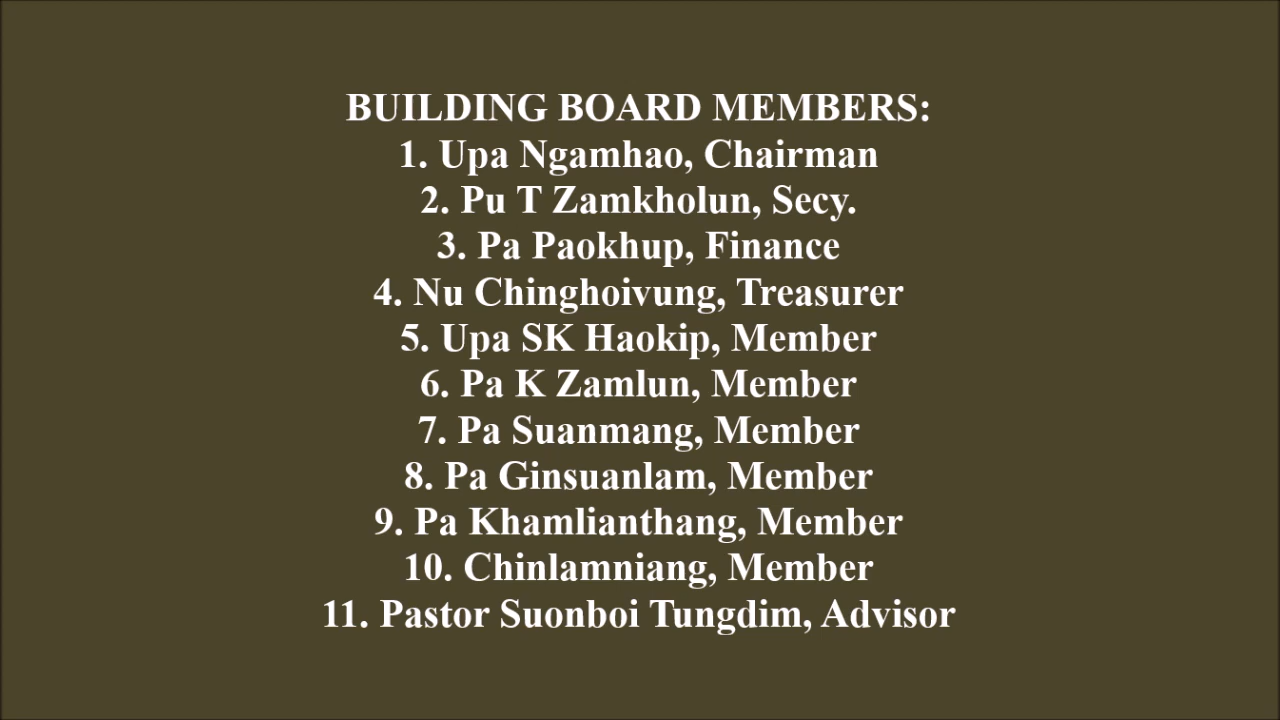 BUILDING BOARD MEMBERS:
1. Upa Ngamhao, Chairman
2. Pu T Zamkholun, Secy.
3. Pa Paokhup, Finance
4. Nu Chinghoivung, Treasurer
5. Upa SK Haokip, Member
6. Pa K Zamlun, Member
7. Pa Suanmang, Member
8. Pa Ginsuanlam, Member
9. Pa Khamlianthang, Member
10. Chinlamniang, Member
11. Pastor Suonboi Tungdim, Advisor